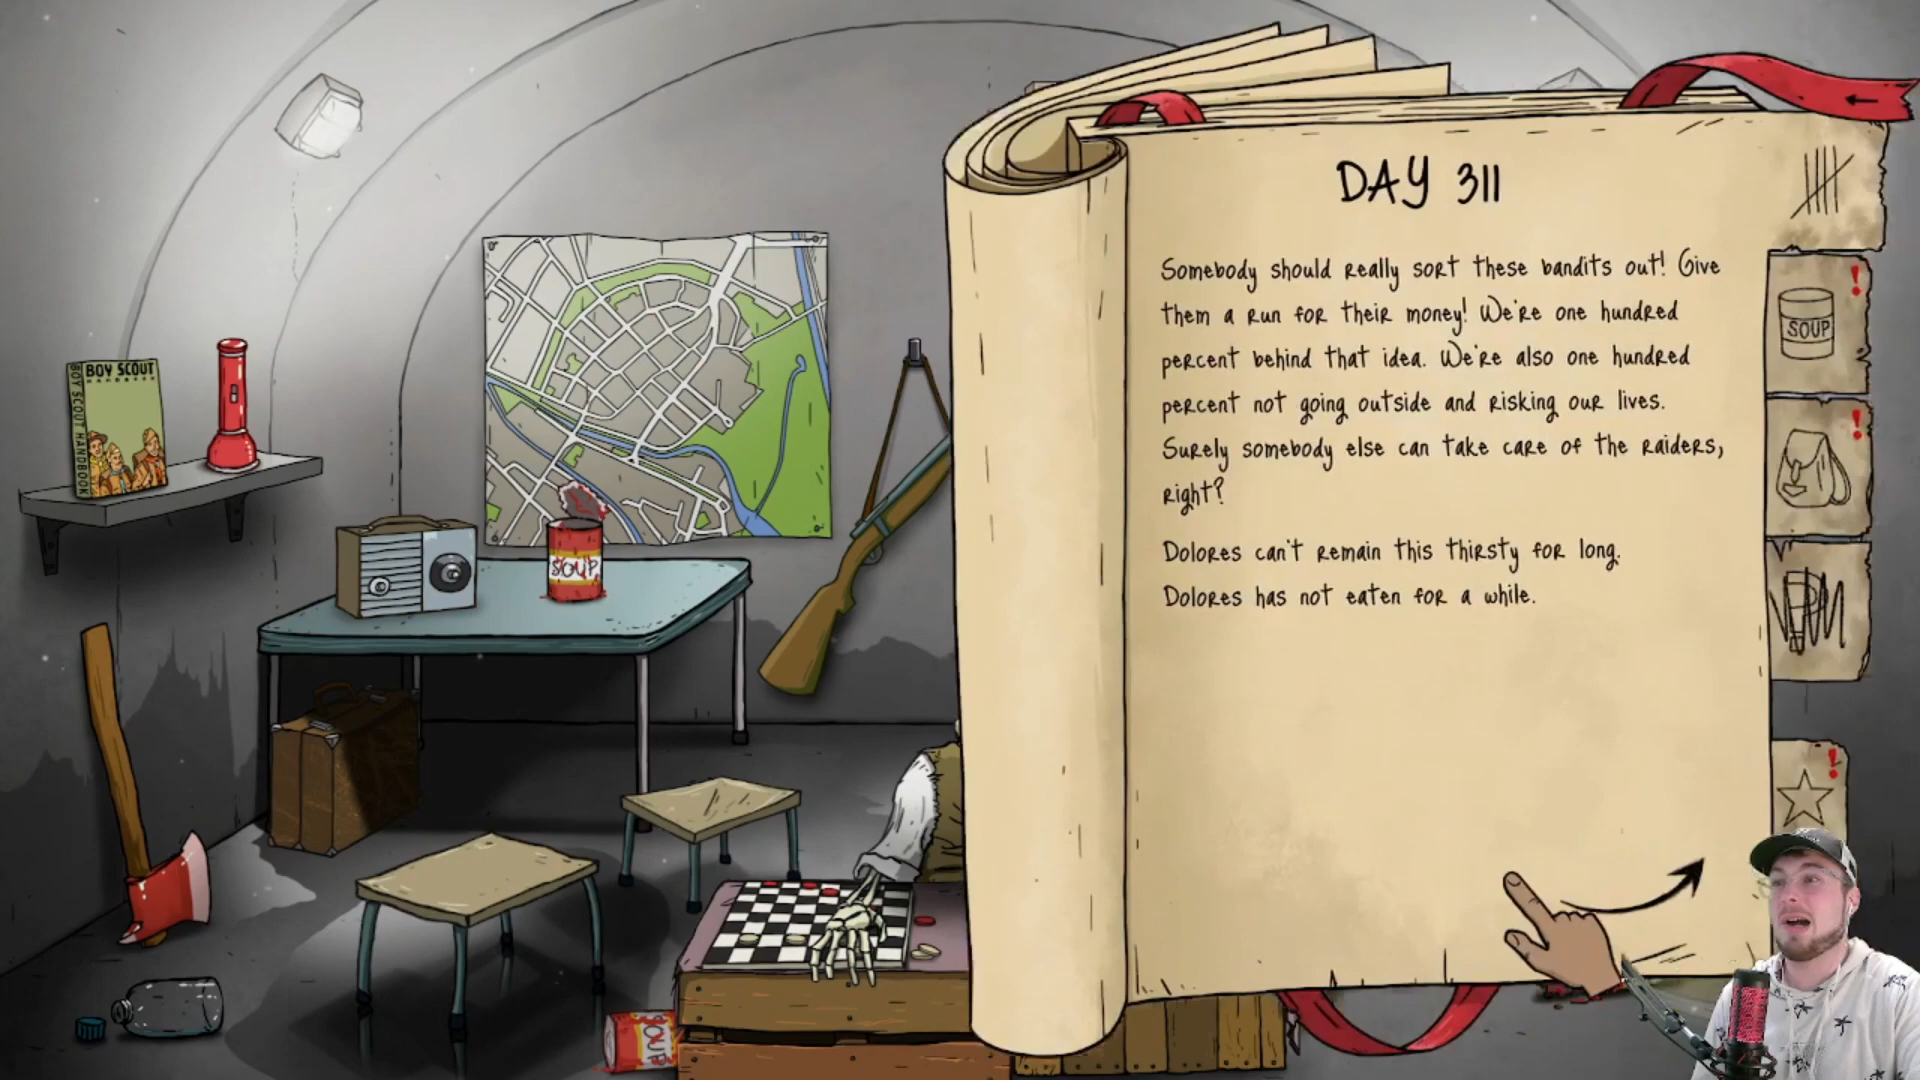 DAY 311
Somebody should really sort these bandits out! Give
them a run for their money! We're one hundred
percent behind that idea. We're also one hundred
percent not going outside and risking our lives.
Surely somebody else can take care of the raiders,
right?
Dolores can't remain this thirsty for long.
Dolores has not eaten for a while.
!
SOUP
!
!
BOY SCOUT
HANDBOOK
BOY SCOUT HANDBOOK
SOUP
SOUP